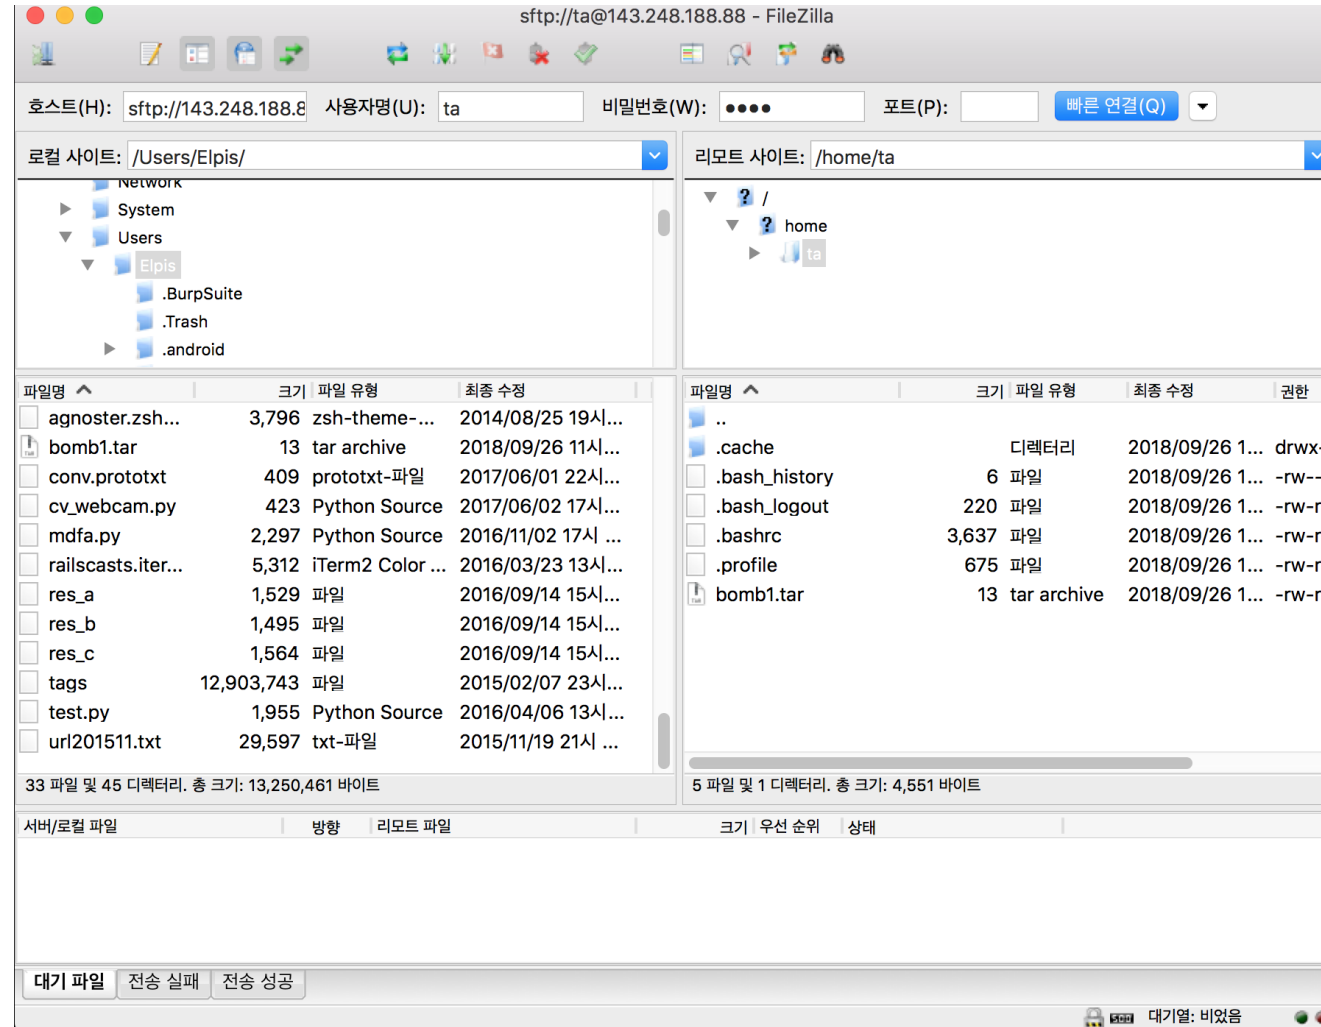 sftp://ta@143.248.188.88 - FileZilla
호스트(H): sftp://143.248.188.8 사용자명(U): ta 비밀번호(W): ●●●● 포트(P): 빠른 연결(Q)
로컬 사이트: /Users/Elpis/
리모트 사이트: /home/ta
Network
System
Users
Elpis
.BurpSuite
.Trash
.android
? /
? home
ta
파일명 크기 파일 유형 최종 수정
agnoster.zsh... 3,796 zsh-theme-... 2014/08/25 19시...
bomb1.tar 13 tar archive 2018/09/26 11시...
conv.prototxt 409 prototxt-파일 2017/06/01 22시...
cv_webcam.py 423 Python Source 2017/06/02 17시...
mdfa.py 2,297 Python Source 2016/11/02 17시 ...
railscasts.iter... 5,312 iTerm2 Color ... 2016/03/23 13시...
res_a 1,529 파일 2016/09/14 15시...
res_b 1,495 파일 2016/09/14 15시...
res_c 1,564 파일 2016/09/14 15시...
tags 12,903,743 파일 2015/02/07 23시...
test.py 1,955 Python Source 2016/04/06 13시...
url201511.txt 29,597 txt-파일 2015/11/19 21시 ...
33 파일 및 45 디렉터리. 총 크기: 13,250,461 바이트
파일명 크기 파일 유형 최종 수정 권한
..
.cache 디렉터리 2018/09/26 1... drwx-
.bash_history 6 파일 2018/09/26 1... -rw--
.bash_logout 220 파일 2018/09/26 1... -rw-r
.bashrc 3,637 파일 2018/09/26 1... -rw-r
.profile 675 파일 2018/09/26 1... -rw-r
bomb1.tar 13 tar archive 2018/09/26 1... -rw-r
5 파일 및 1 디렉터리. 총 크기: 4,551 바이트
서버/로컬 파일 방향 리모트 파일 크기 우선 순위 상태
대기 파일 전송 실패 전송 성공
대기열: 비었음